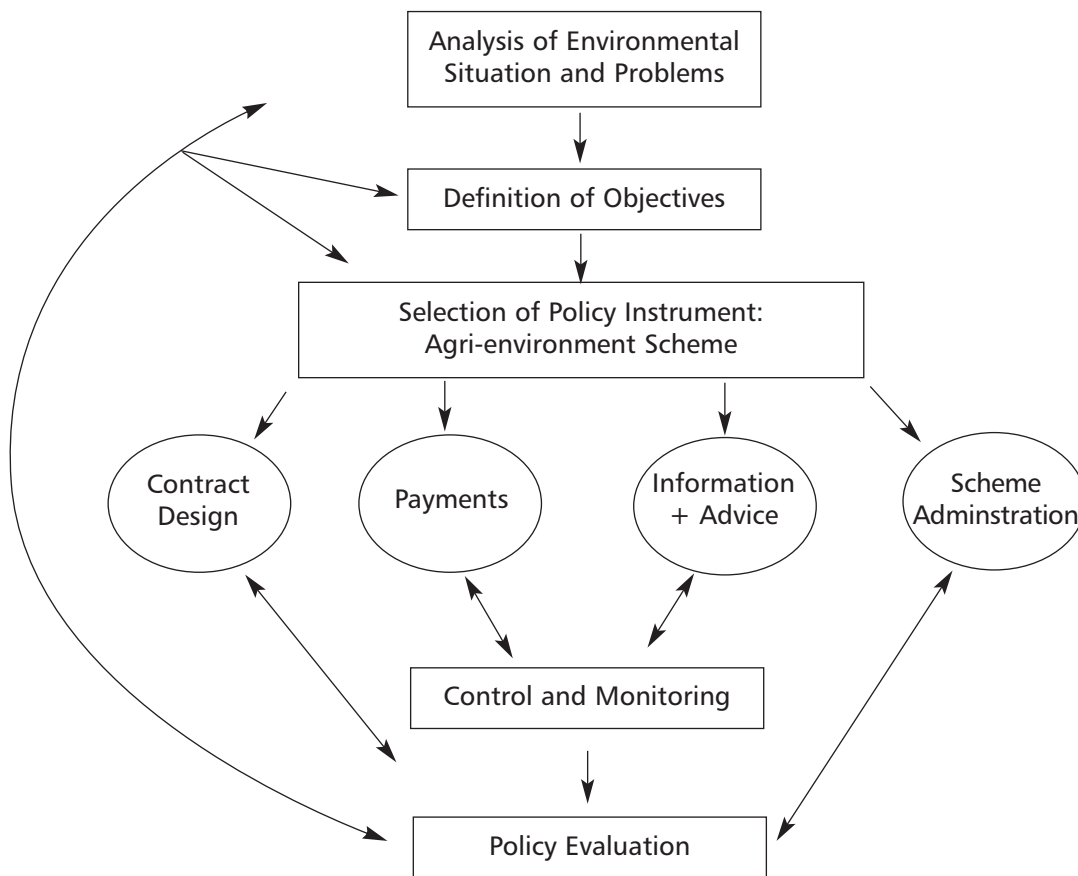 Analysis of Environmental
Situation and Problems
Definition of Objectives
Selection of Policy Instrument:
Agri-environment Scheme
Contract
Design
Payments
Information
+ Advice
Scheme
Adminstration
Control and Monitoring
Policy Evaluation